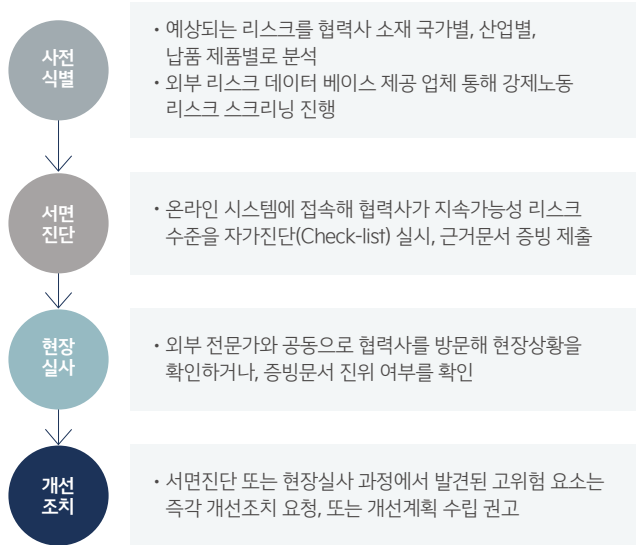 사전
식별
• 예상되는 리스크를 협력사 소재 국가별, 산업별,
납품 제품별로 분석
• 외부 리스크 데이터 베이스 제공 업체 통해 강제노동
리스크 스크리닝 진행
서면
진단
• 온라인 시스템에 접속해 협력사가 지속가능성 리스크
수준을 자가진단(Check-list) 실시, 근거문서 증빙 제출
현장
실사
• 외부 전문가와 공동으로 협력사를 방문해 현장상황을
확인하거나, 증빙문서 진위 여부를 확인
개선
조치
• 서면진단 또는 현장실사 과정에서 발견된 고위험 요소는
즉각 개선조치 요청, 또는 개선계획 수립 권고